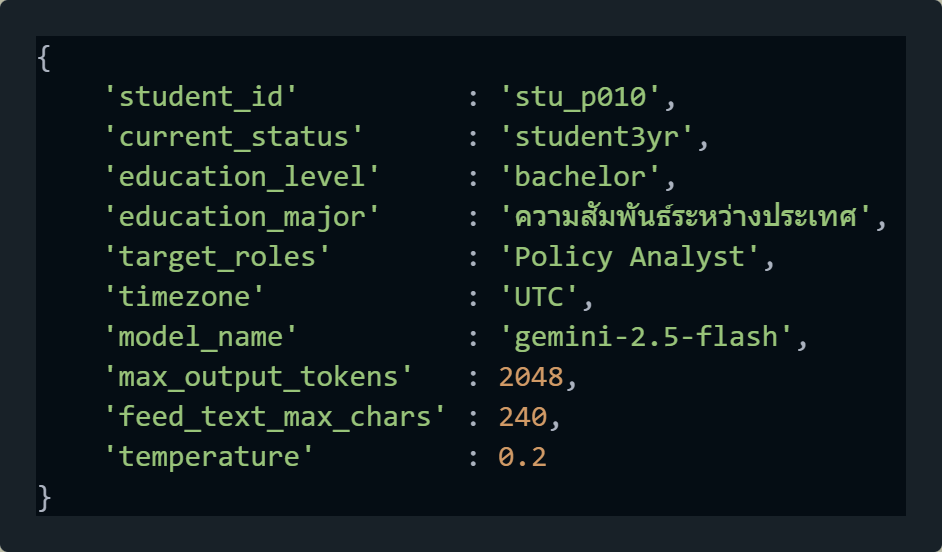 {
    'student_id'          : 'stu_p010',
    'current_status'      : 'student3yr',
    'education_level'     : 'bachelor',
    'education_major'     : 'ความสัมพันธ์ระหว่างประเทศ',
    'target_roles'        : 'Policy Analyst',
    'timezone'            : 'UTC',
    'model_name'          : 'gemini-2.5-flash',
    'max_output_tokens'   : 2048,
    'feed_text_max_chars' : 240,
    'temperature'         : 0.2
}